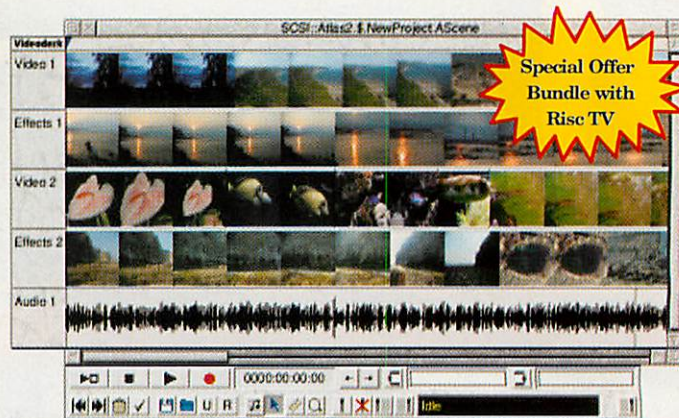 SCSI::Atlas2.$.NewProject.AScene
Special Offer
Bundle with
Risc TV
Videodesk
Video 1
Effects 1
Video 2
Effects 2
Audio 1
0000:00:00:00
U R
Idle